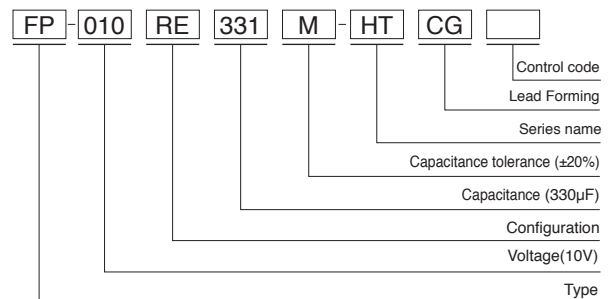 FP-010 RE 331 M-HT CG
Control code
Lead Forming
Series name
Capacitance tolerance (±20%)
Capacitance (330µF)
Configuration
Voltage(10V)
Type